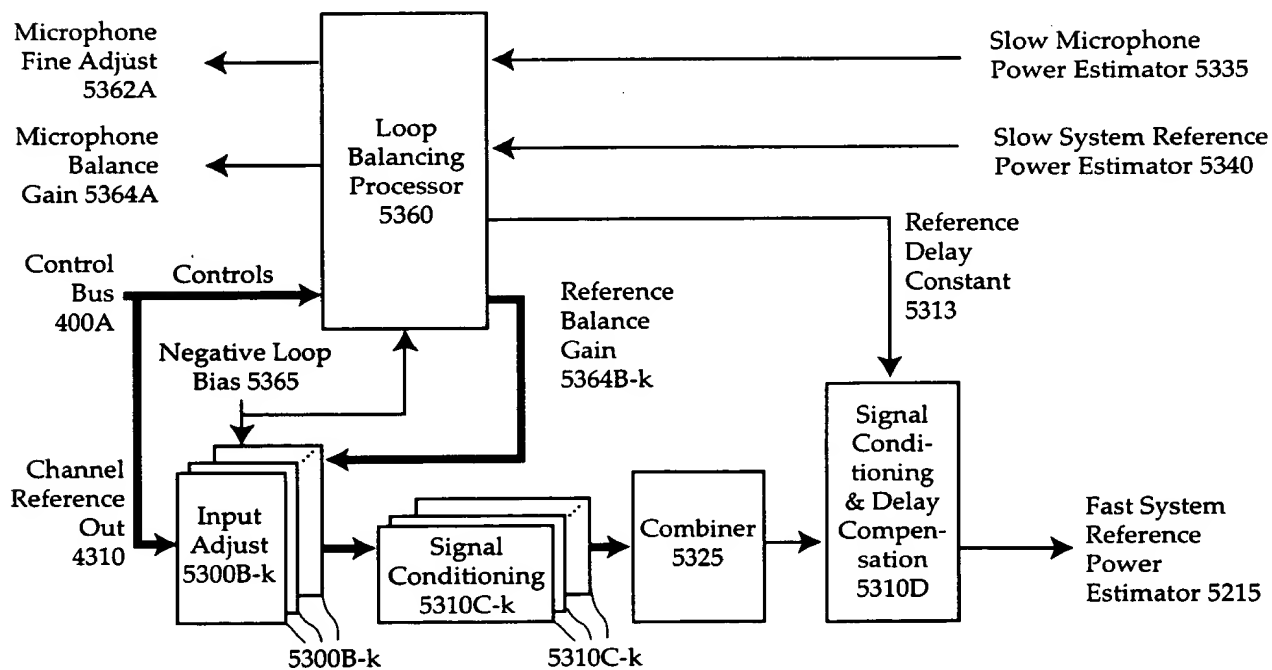 Microphone
Fine Adjust
5362A
Microphone
Balance
Gain 5364A
Control
Bus
400A
Controls
Loop
Balancing
Processor
5360
Slow Microphone
Power Estimator 5335
Slow System Reference
Power Estimator 5340
Reference
Delay
Constant
5313
Reference
Balance
Gain
5364B-k
Negative Loop
Bias 5365
Channel
Reference
Out
4310
Input
Adjust
5300B-k
5300B-k
Signal
Conditioning
5310C-k
5310C-k
Combiner
5325
Signal
Condi-
tioning
& Delay
Compen-
sation
5310D
Fast System
Reference
Power
Estimator 5215